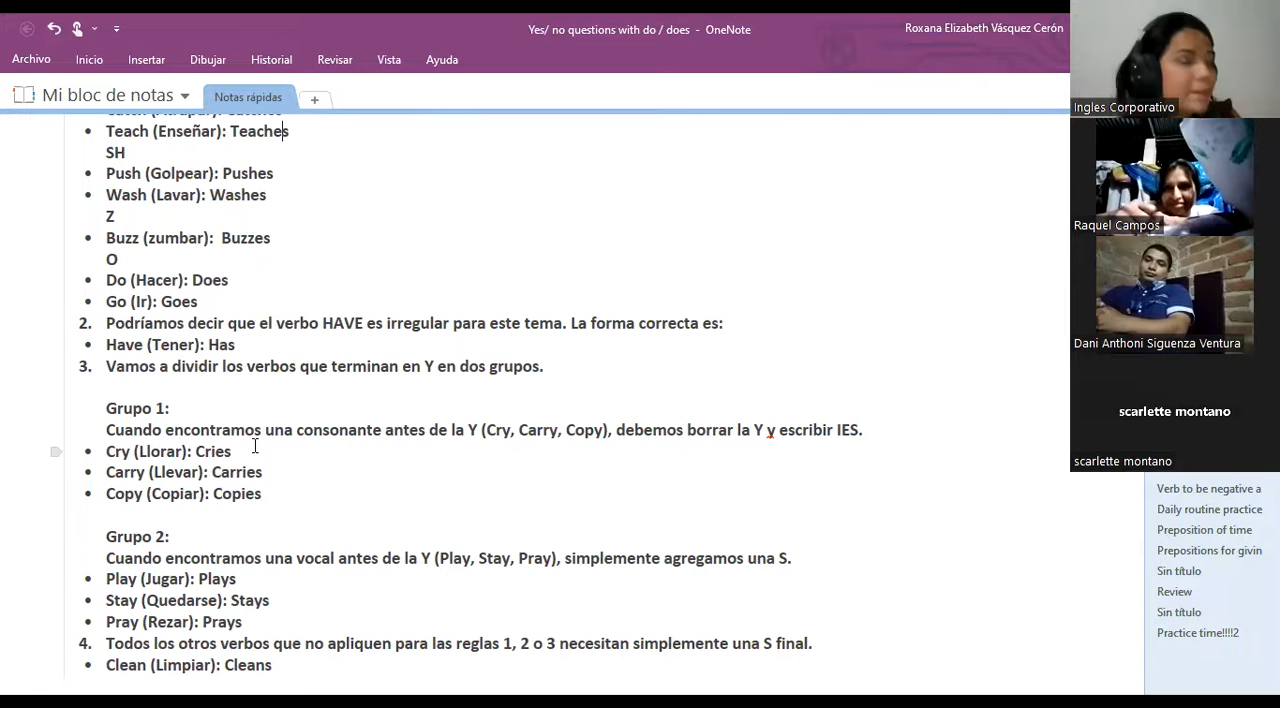 Yes/ no questions with do / does - OneNote
Roxana Elizabeth Vásquez Cerón
Archivo Inicio Insertar Dibujar Historial Revisar Vista Ayuda
Mi bloc de notas Notas rápidas
Teach (Enseñar): Teaches
SH
Push (Golpear): Pushes
Wash (Lavar): Washes
Z
Buzz (zumbar): Buzzes
O
Do (Hacer): Does
Go (Ir): Goes
2. Podríamos decir que el verbo HAVE es irregular para este tema. La forma correcta es:
Have (Tener): Has
3. Vamos a dividir los verbos que terminan en Y en dos grupos.
Grupo 1:
Cuando encontramos una consonante antes de la Y (Cry, Carry, Copy), debemos borrar la Y y escribir IES.
Cry (Llorar): Cries
Carry (Llevar): Carries
Copy (Copiar): Copies
Grupo 2:
Cuando encontramos una vocal antes de la Y (Play, Stay, Pray), simplemente agregamos una S.
Play (Jugar): Plays
Stay (Quedarse): Stays
Pray (Rezar): Prays
4. Todos los otros verbos que no apliquen para las reglas 1, 2 o 3 necesitan simplemente una S final.
Clean (Limpiar): Cleans
Ingles Corporativo
Raquel Campos
Dani Anthoni Siguenza Ventura
scarlette montano
scarlette montano
Verb to be negative a
Daily routine practice
Preposition of time
Prepositions for givin
Sin título
Review
Sin título
Practice time!!!!2